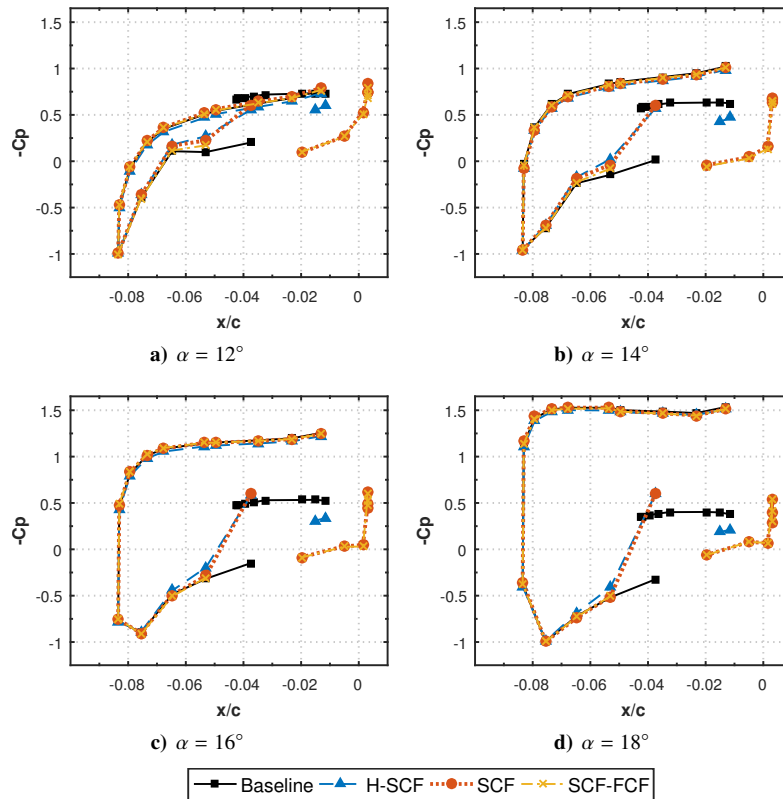 1.5
1
0.5
0
-0.5
-1
-Cp
-0.08 -0.06 -0.04 -0.02 0
x/c
a) α = 12°
1.5
1
0.5
0
-0.5
-1
-Cp
-0.08 -0.06 -0.04 -0.02 0
x/c
b) α = 14°
1.5
1
0.5
0
-0.5
-1
-Cp
-0.08 -0.06 -0.04 -0.02 0
x/c
c) α = 16°
1.5
1
0.5
0
-0.5
-1
-Cp
-0.08 -0.06 -0.04 -0.02 0
x/c
d) α = 18°
Baseline H-SCF SCF SCF-FCF